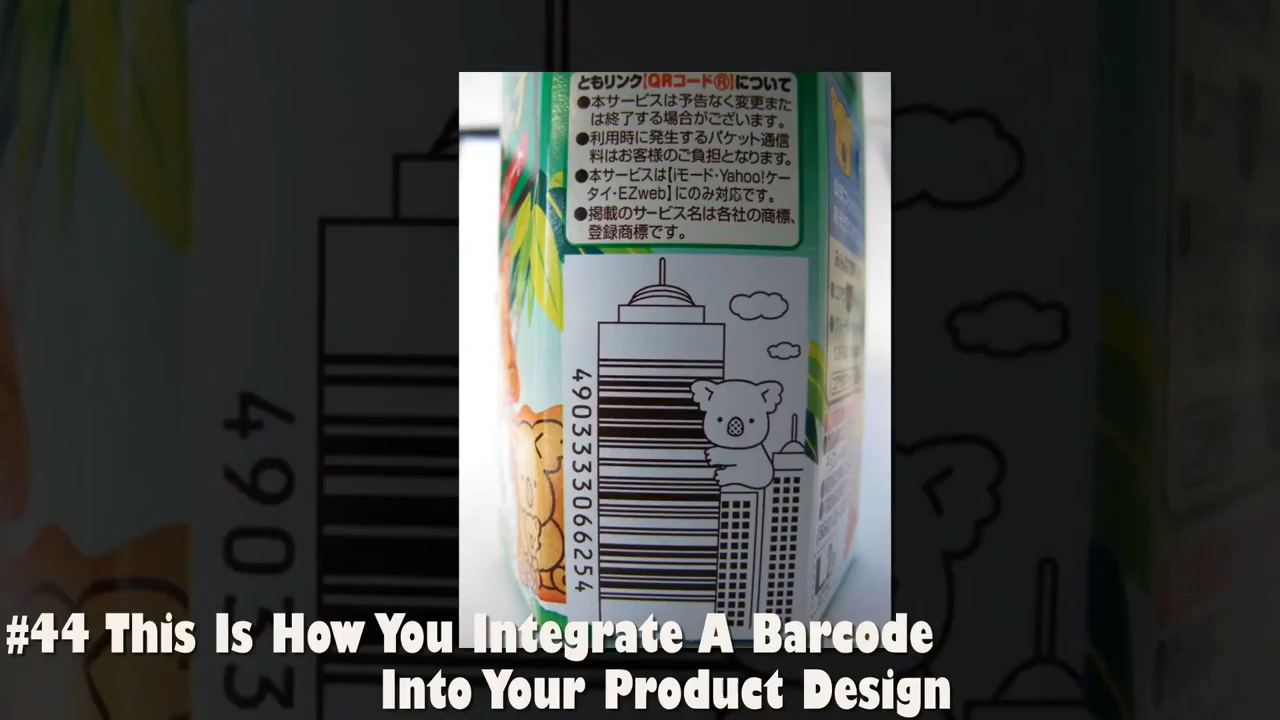 ともリンク【QRコード®】について
●本サービスは予告なく変更また
は終了する場合がございます。
●利用時に発生するパケット通信
料はお客様のご負担となります。
●本サービスは【iモード・Yahoo!ケー
タイ・EZweb】にのみ対応です。
●掲載のサービス名は各社の商標、
登録商標です。
4903333066254
#44 This Is How You Integrate A Barcode
Into Your Product Design